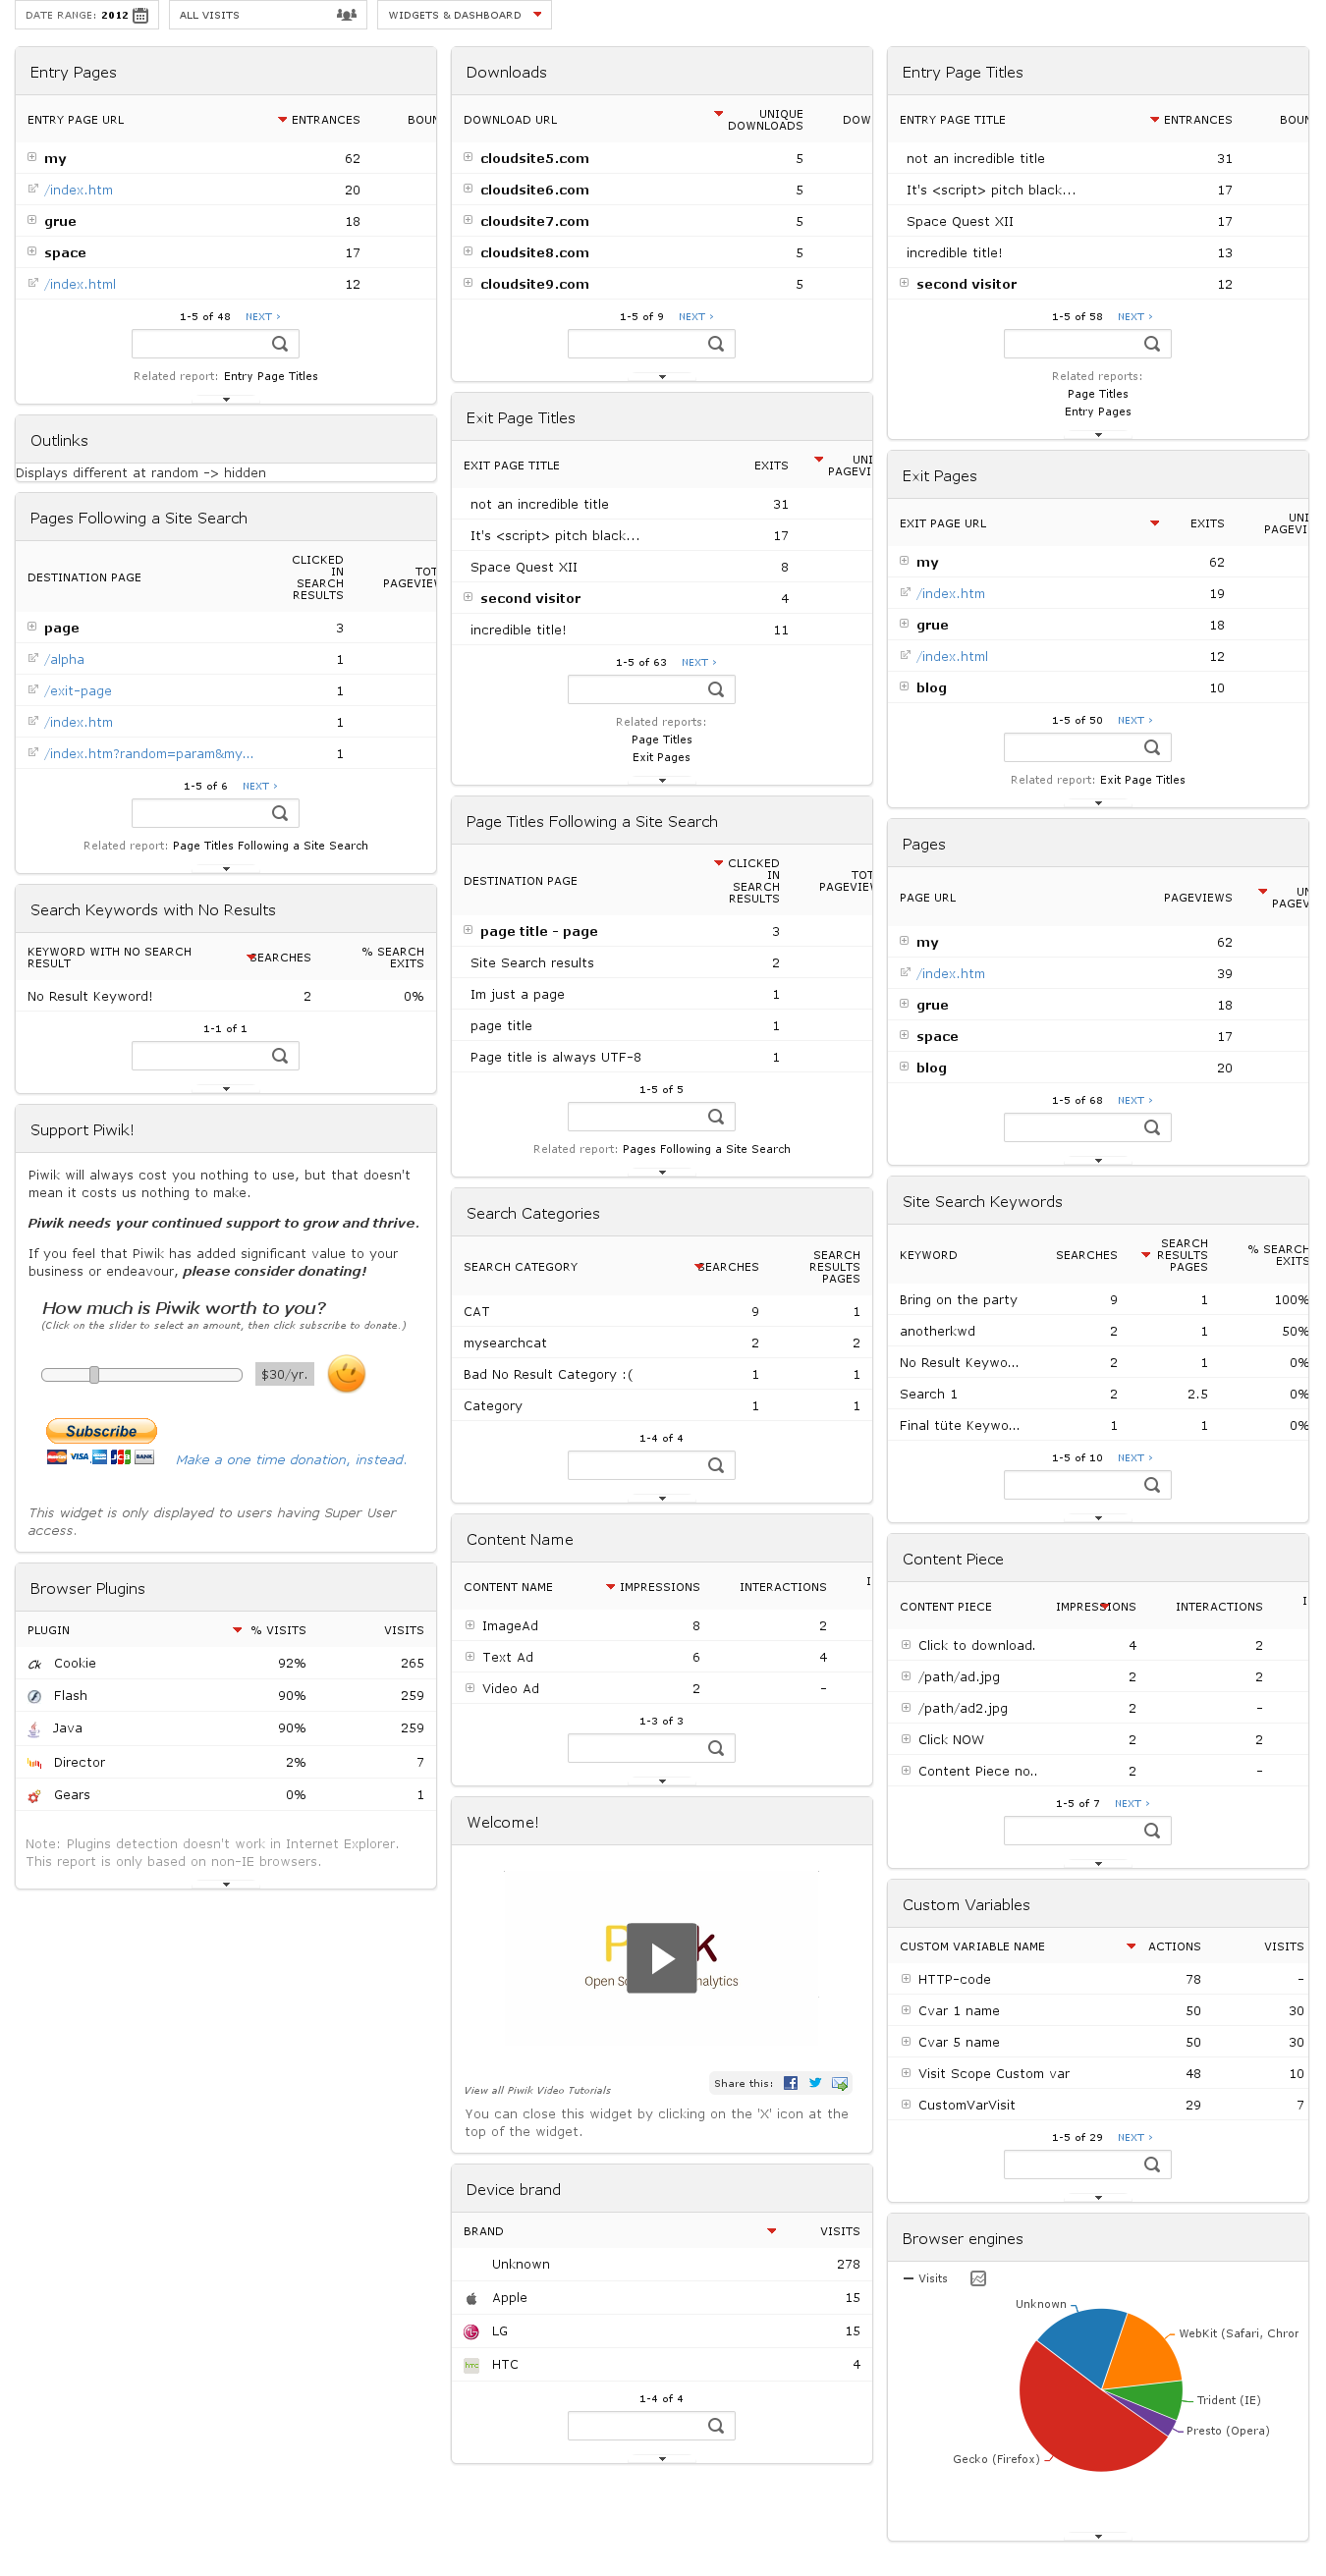 DATE RANGE: 2012
ALL VISITS
WIDGETS & DASHBOARD
Entry Pages
ENTRY PAGE URL ENTRANCES BOUN
my 62
/index.htm 20
grue 18
space 17
/index.html 12
1-5 of 48 NEXT ›
Related report: Entry Page Titles
Outlinks
Displays different at random -> hidden
Pages Following a Site Search
DESTINATION PAGE CLICKED IN SEARCH RESULTS TOT PAGEVIEW
page 3
/alpha 1
/exit-page 1
/index.htm 1
/index.htm?random=param&my... 1
1-5 of 6 NEXT ›
Related report: Page Titles Following a Site Search
Search Keywords with No Results
KEYWORD WITH NO SEARCH RESULT SEARCHES % SEARCH EXITS
No Result Keyword! 2 0%
1-1 of 1
Support Piwik!
Piwik will always cost you nothing to use, but that doesn't
mean it costs us nothing to make.
Piwik needs your continued support to grow and thrive.
If you feel that Piwik has added significant value to your
business or endeavour, please consider donating!
How much is Piwik worth to you?
(Click on the slider to select an amount, then click subscribe to donate.)
$30/yr.
Subscribe
VISA JCB BANK
Make a one time donation, instead.
This widget is only displayed to users having Super User
access.
Browser Plugins
PLUGIN % VISITS VISITS
Cookie 92% 265
Flash 90% 259
Java 90% 259
Director 2% 7
Gears 0% 1
Note: Plugins detection doesn't work in Internet Explorer.
This report is only based on non-IE browsers.
Downloads
DOWNLOAD URL UNIQUE DOWNLOADS DOW
cloudsite5.com 5
cloudsite6.com 5
cloudsite7.com 5
cloudsite8.com 5
cloudsite9.com 5
1-5 of 9 NEXT ›
Exit Page Titles
EXIT PAGE TITLE EXITS UNI PAGEVI
not an incredible title 31
It's <script> pitch black... 17
Space Quest XII 8
second visitor 4
incredible title! 11
1-5 of 63 NEXT ›
Related reports:
Page Titles
Exit Pages
Page Titles Following a Site Search
DESTINATION PAGE CLICKED IN SEARCH RESULTS TOT PAGEVIEW
page title - page 3
Site Search results 2
Im just a page 1
page title 1
Page title is always UTF-8 1
1-5 of 5
Related report: Pages Following a Site Search
Search Categories
SEARCH CATEGORY SEARCHES SEARCH RESULTS PAGES
CAT 9 1
mysearchcat 2 2
Bad No Result Category :( 1 1
Category 1 1
1-4 of 4
Content Name
CONTENT NAME IMPRESSIONS INTERACTIONS I
ImageAd 8 2
Text Ad 6 4
Video Ad 2 -
1-3 of 3
Welcome!
P k
Open So nalytics
Share this:
View all Piwik Video Tutorials
You can close this widget by clicking on the 'X' icon at the
top of the widget.
Device brand
BRAND VISITS
Unknown 278
Apple 15
LG 15
hTC HTC 4
1-4 of 4
Entry Page Titles
ENTRY PAGE TITLE ENTRANCES BOUN
not an incredible title 31
It's <script> pitch black... 17
Space Quest XII 17
incredible title! 13
second visitor 12
1-5 of 58 NEXT ›
Related reports:
Page Titles
Entry Pages
Exit Pages
EXIT PAGE URL EXITS UNI PAGEVI
my 62
/index.htm 19
grue 18
/index.html 12
blog 10
1-5 of 50 NEXT ›
Related report: Exit Page Titles
Pages
PAGE URL PAGEVIEWS UN PAGEV
my 62
/index.htm 39
grue 18
space 17
blog 20
1-5 of 68 NEXT ›
Site Search Keywords
KEYWORD SEARCHES SEARCH RESULTS PAGES % SEARCH EXITS
Bring on the party 9 1 100%
anotherkwd 2 1 50%
No Result Keywo... 2 1 0%
Search 1 2 2.5 0%
Final tüte Keywo... 1 1 0%
1-5 of 10 NEXT ›
Content Piece
CONTENT PIECE IMPRESSIONS INTERACTIONS I
Click to download. 4 2
/path/ad.jpg 2 2
/path/ad2.jpg 2 -
Click NOW 2 2
Content Piece no.. 2 -
1-5 of 7 NEXT ›
Custom Variables
CUSTOM VARIABLE NAME ACTIONS VISITS
HTTP-code 78 -
Cvar 1 name 50 30
Cvar 5 name 50 30
Visit Scope Custom var 48 10
CustomVarVisit 29 7
1-5 of 29 NEXT ›
Browser engines
Visits
Unknown
WebKit (Safari, Chror
Trident (IE)
Presto (Opera)
Gecko (Firefox)